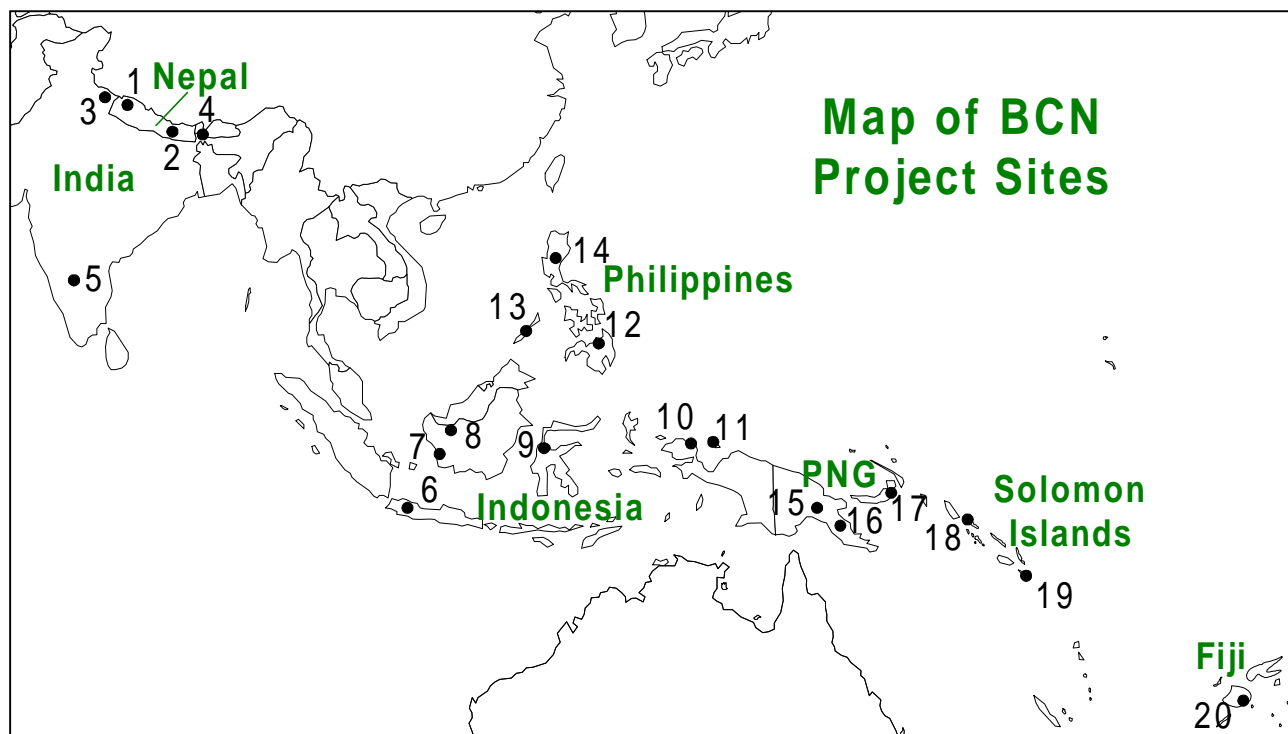 Map of BCN
Project Sites
Nepal
1
3
4
2
India
5
14
Philippines
13
12
10
11
7
8
9
6
Indonesia
PNG
15
16
17
Solomon
Islands
18
19
Fiji
20